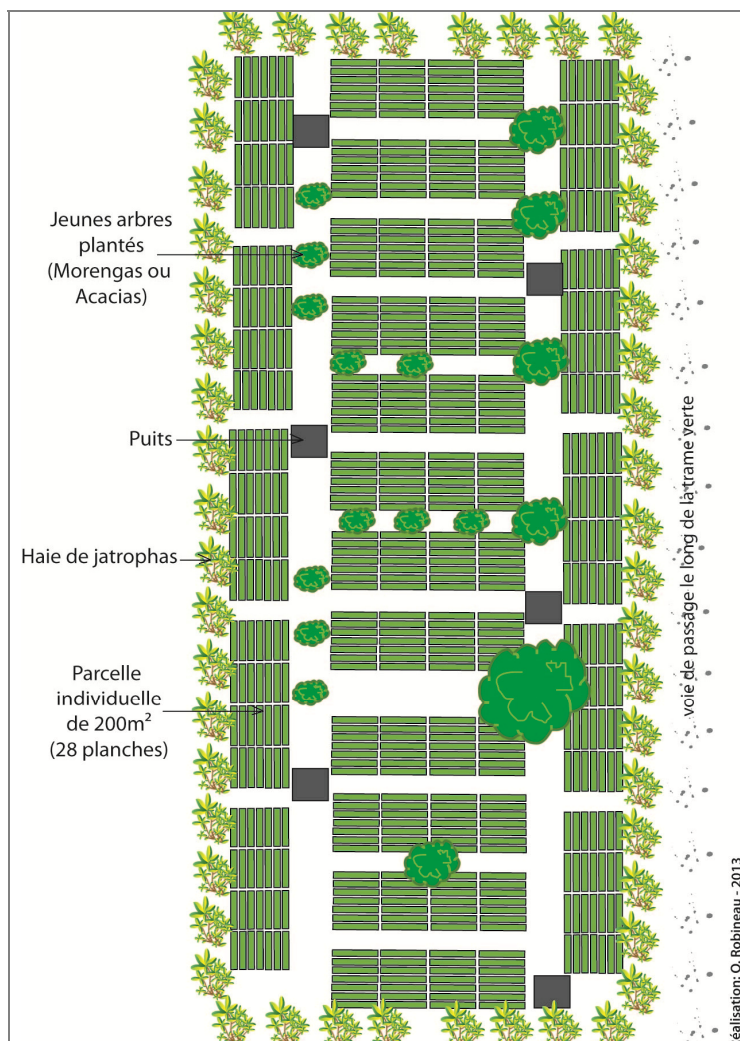 Jeunes arbres
plantés
(Morengas ou
Acacias)
Puits
Haie de jatrophas
Parcelle
individuelle
de 200m²
(28 planches)
voie de passage le long de la trame verte
Réalisation: O. Robineau - 2013